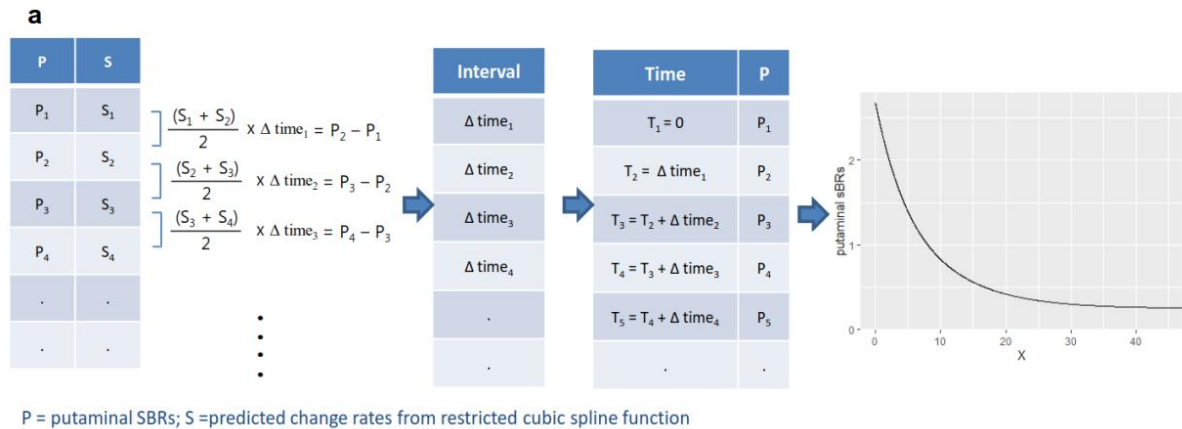 a
P S
P₁ S₁
P₂ S₂
P₃ S₃
P₄ S₄
. .
. .
(S₁ + S₂)
2
x Δ time₁ = P₂ − P₁
(S₂ + S₃)
2
x Δ time₂ = P₃ − P₂
(S₃ + S₄)
2
x Δ time₃ = P₄ − P₃
Interval
Δ time₁
Δ time₂
Δ time₃
Δ time₄
.
.
Time P
T₁ = 0 P₁
T₂ = Δ time₁ P₂
T₃ = T₂ + Δ time₂ P₃
T₄ = T₃ + Δ time₃ P₄
T₅ = T₄ + Δ time₄ P₅
. .
putaminal sBRs
2
1
0
0 10 20 30 40
X
P = putaminal SBRs; S =predicted change rates from restricted cubic spline function